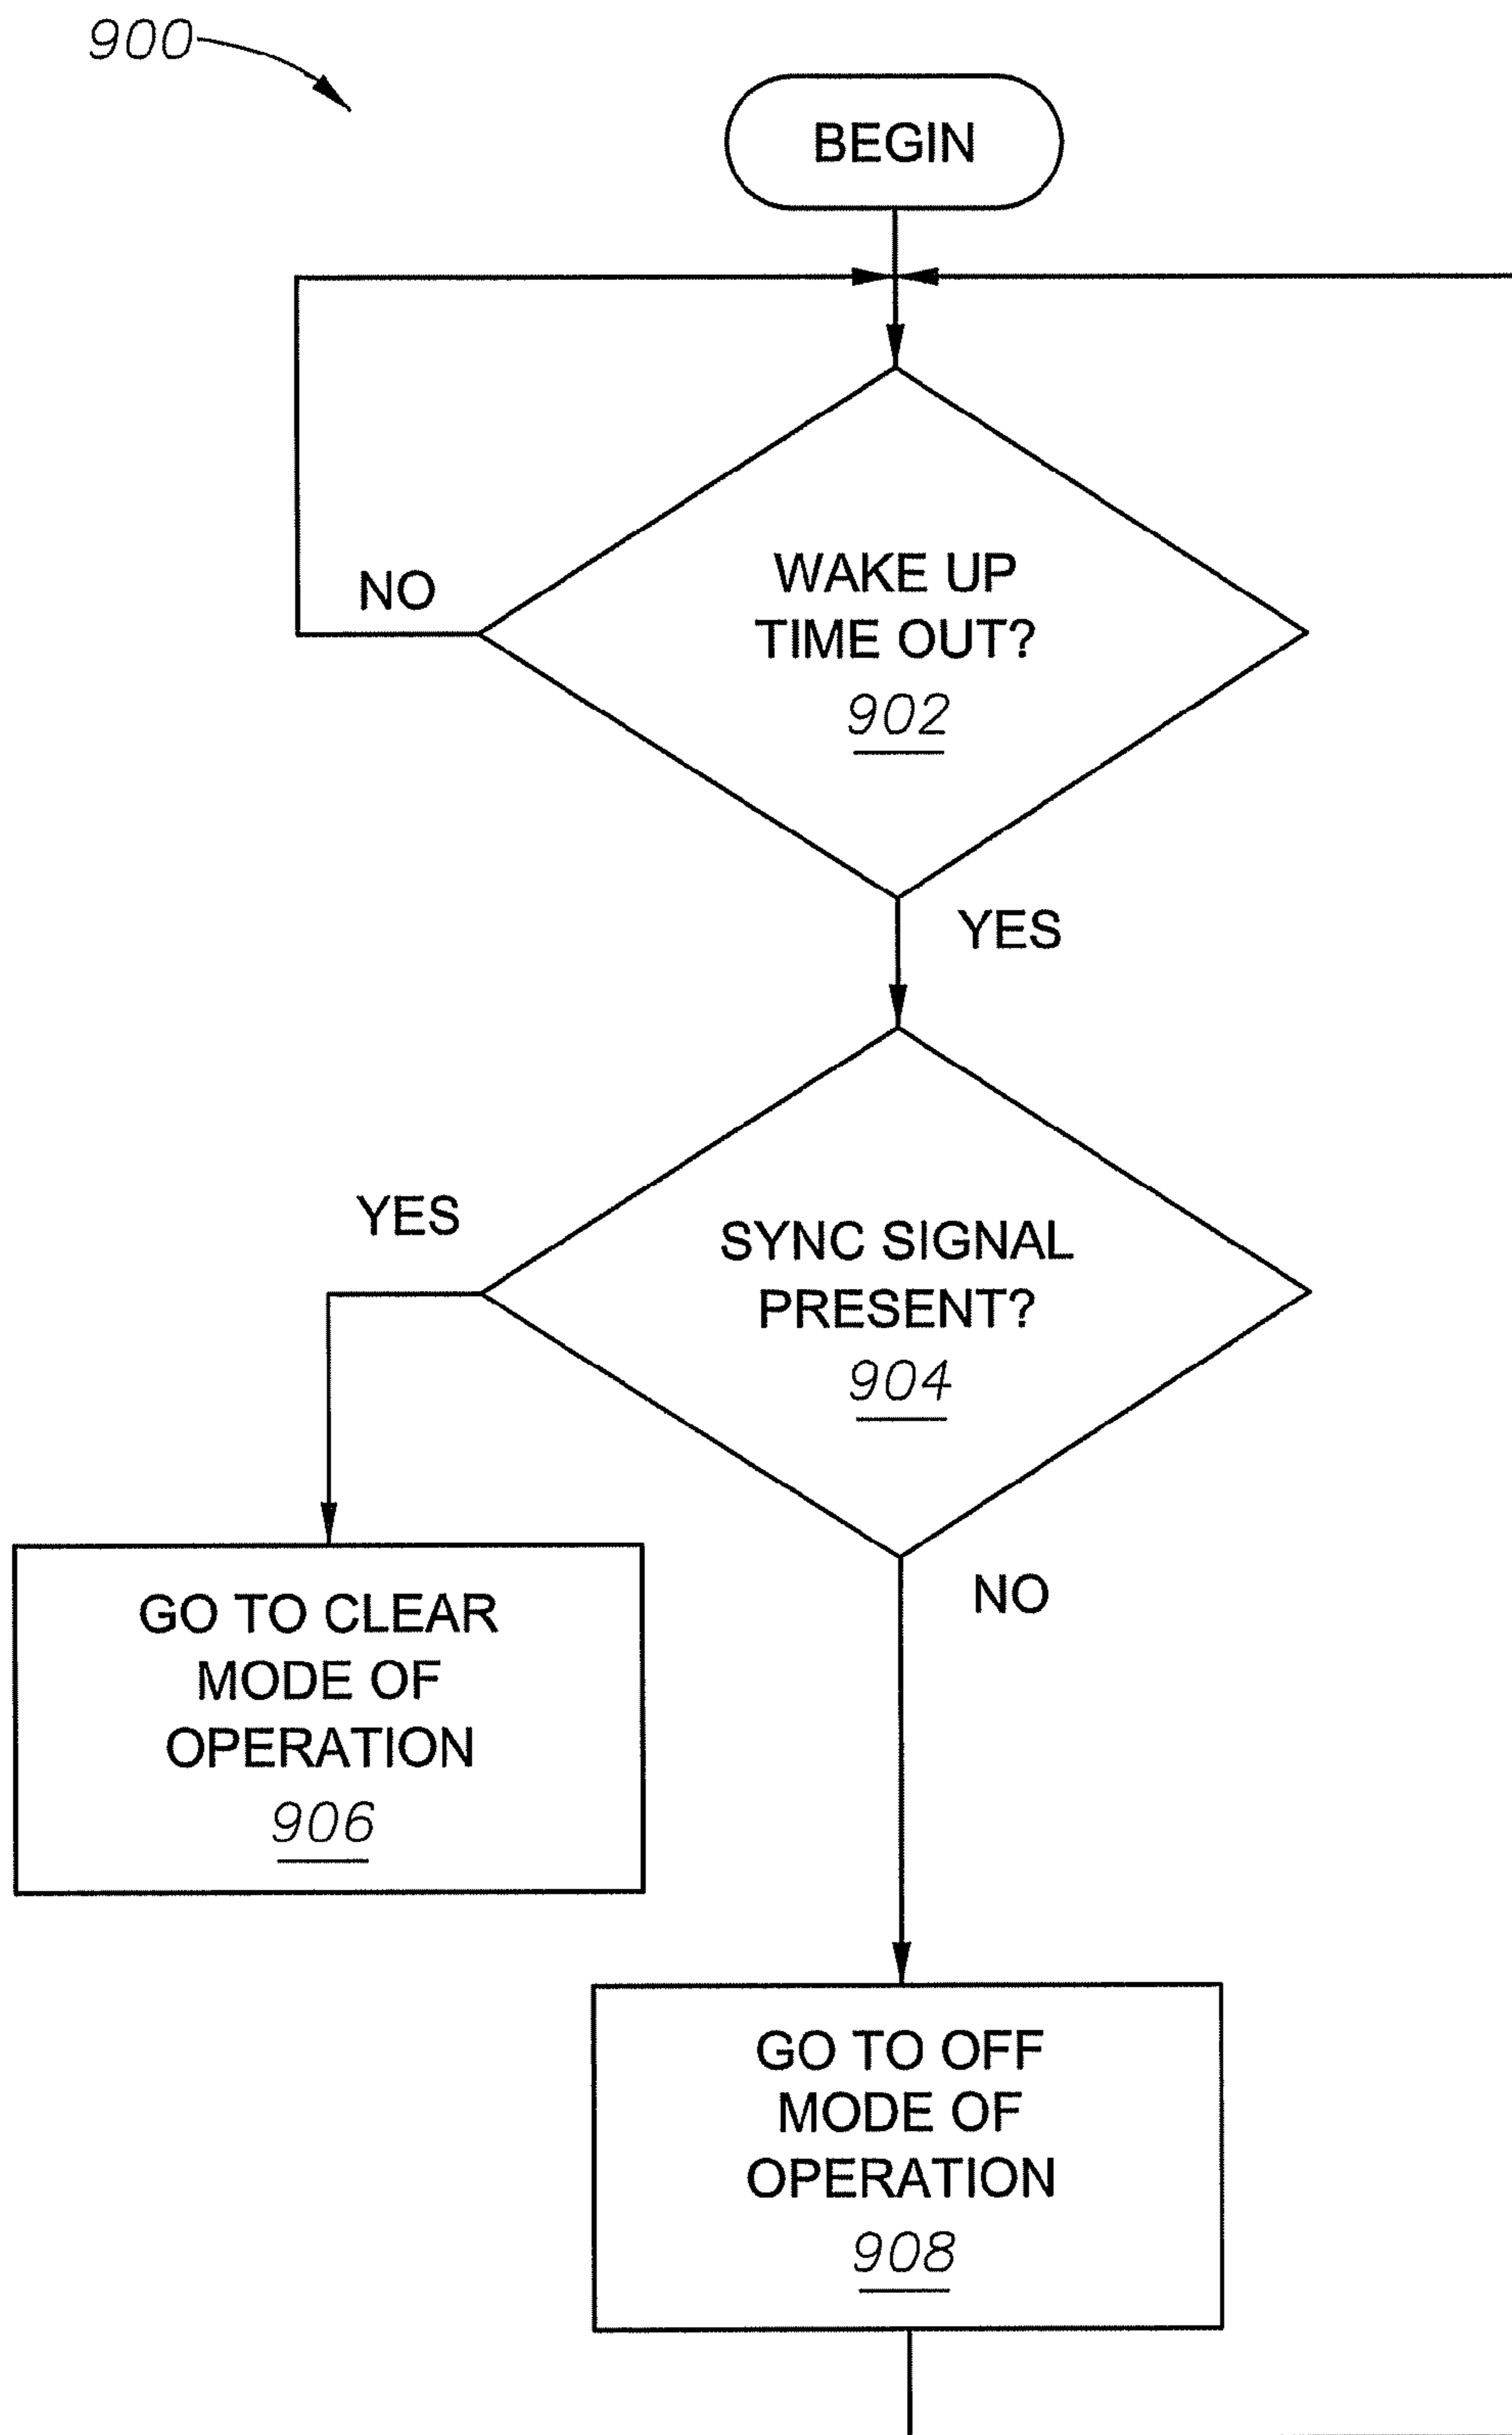 900
BEGIN
NO
WAKE UP
TIME OUT?
902
YES
YES
SYNC SIGNAL
PRESENT?
904
NO
GO TO CLEAR
MODE OF
OPERATION
906
GO TO OFF
MODE OF
OPERATION
908